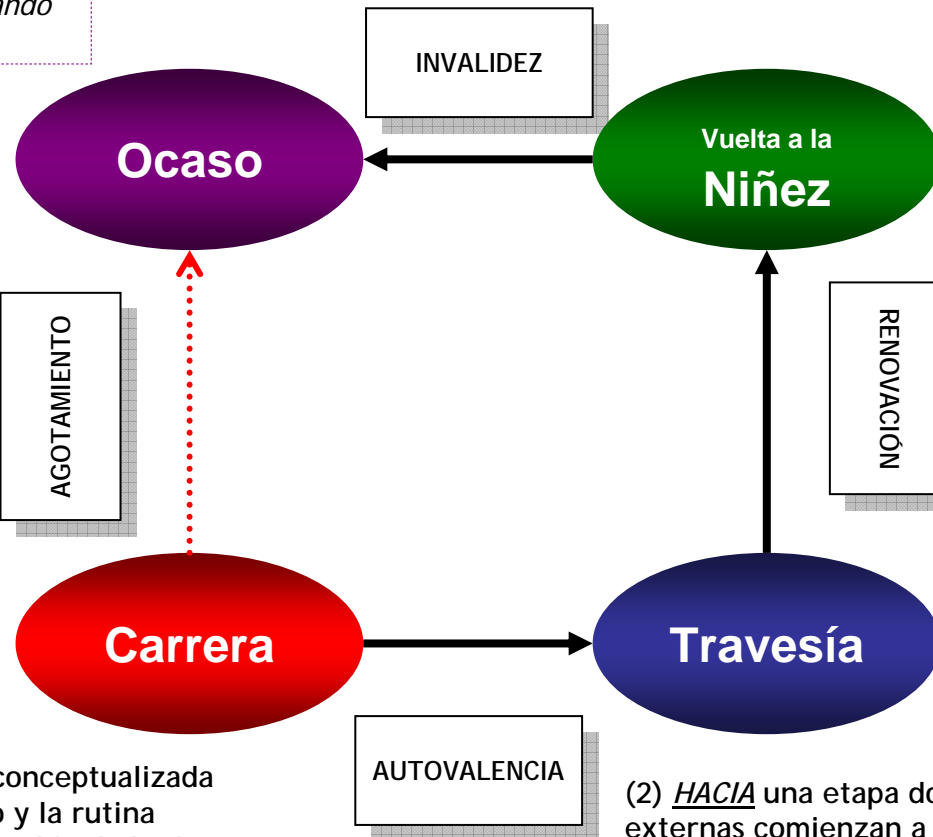 INVALIDEZ
Ocaso
Vuelta a la
Niñez
AGOTAMIENTO
RENOVACIÓN
Carrera
Travesía
AUTOVALENCIA
conceptualizada
y la rutina
(2) HACIA una etapa
externas comienzan a